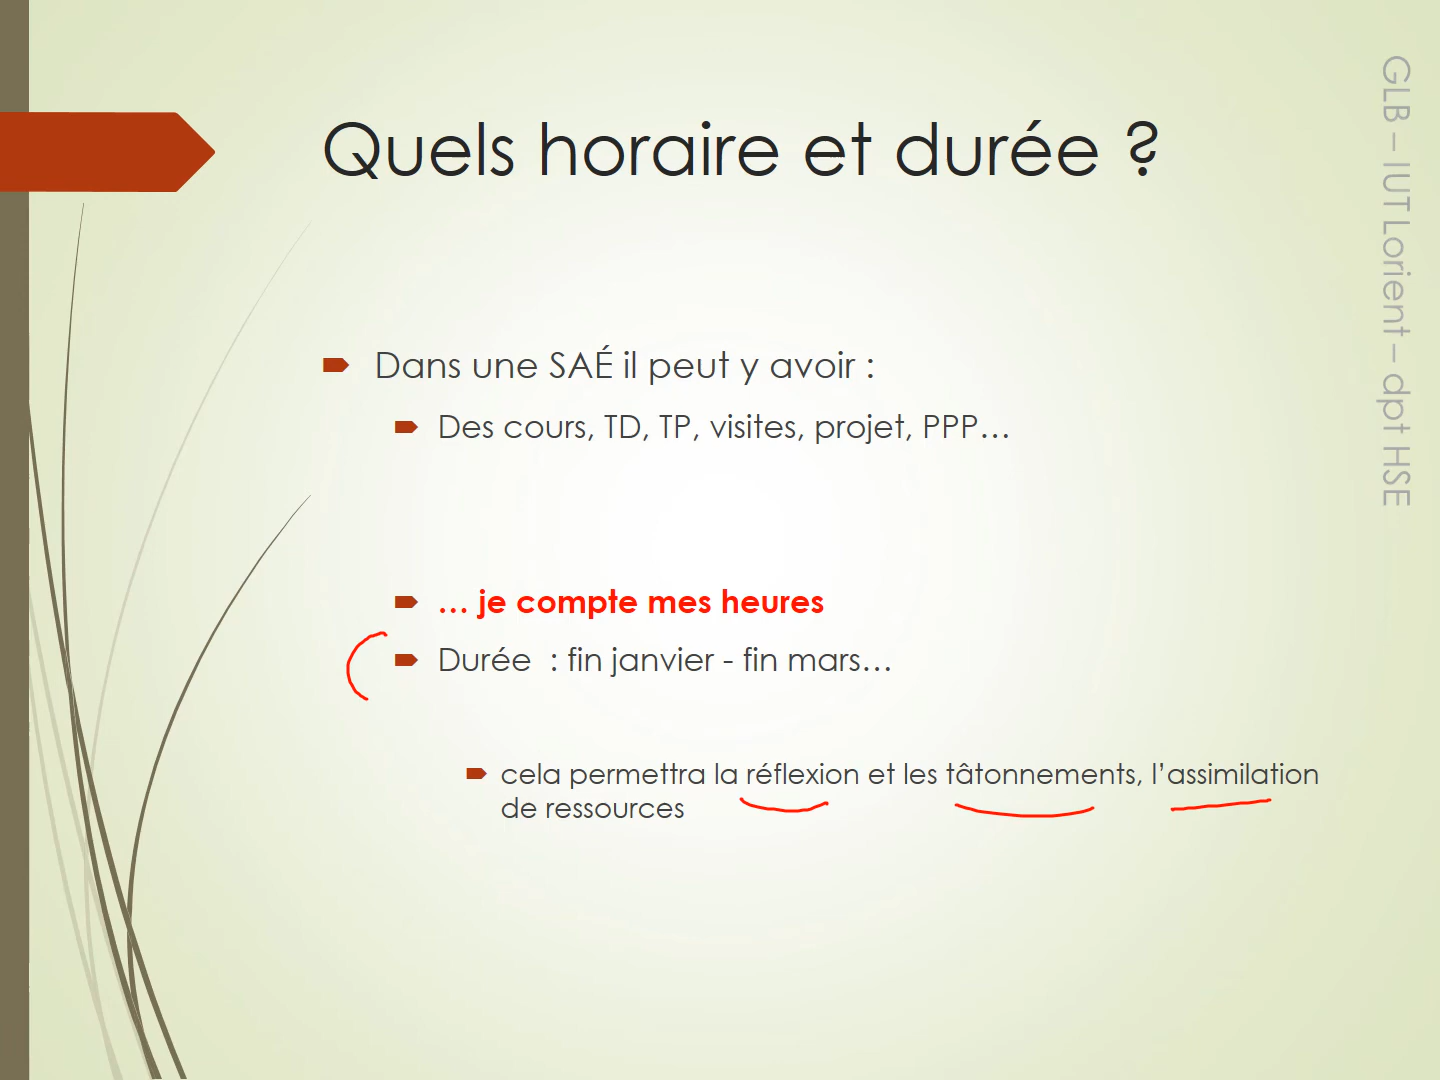 Quels horaire et durée ?
Dans une SAÉ il peut y avoir :
Des cours, TD, TP, visites, projet, PPP…
… je compte mes heures
Durée  : fin janvier - fin mars…
cela permettra la réflexion et les tâtonnements, l’assimilation
de ressources
GLB – IUT Lorient – dpt HSE